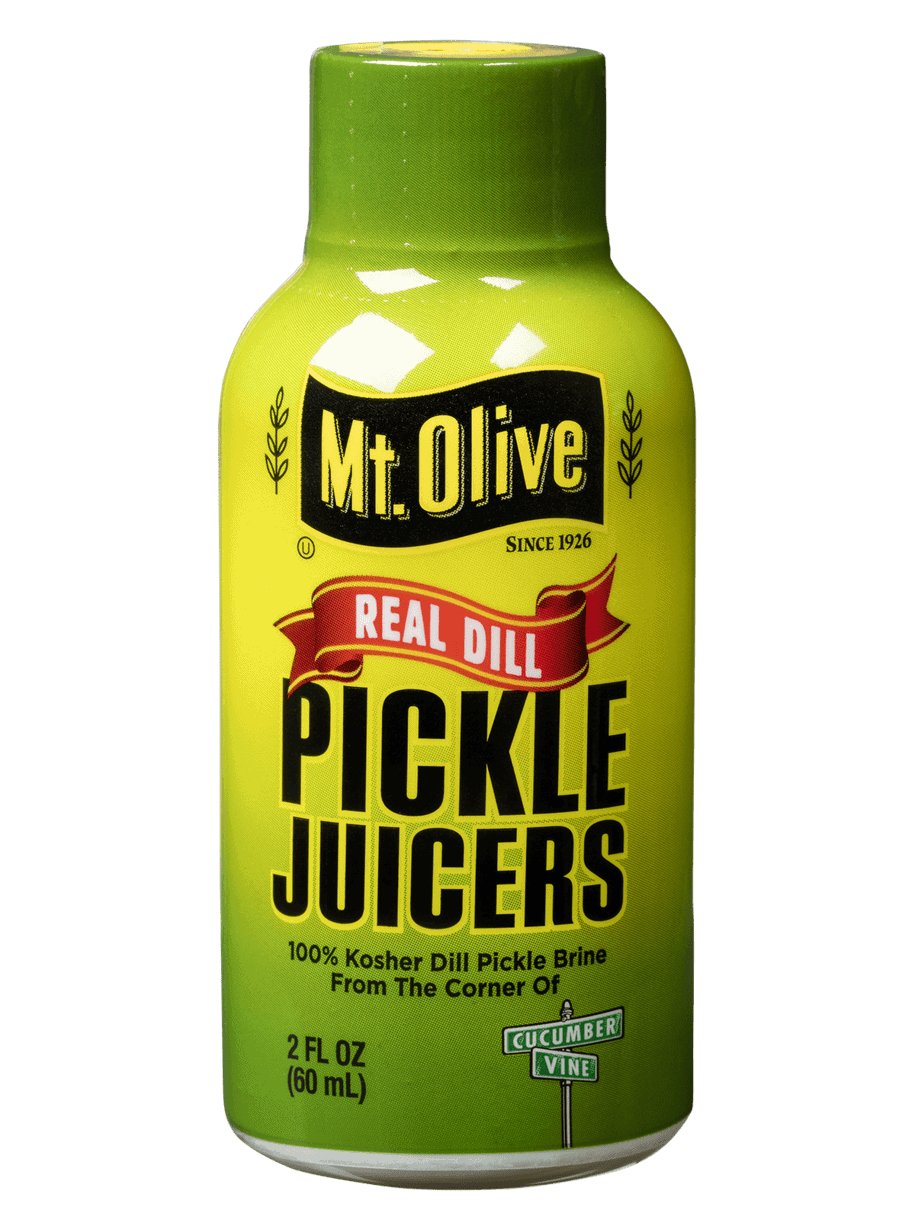 Mt. Olive
Ⓤ
SINCE 1926
REAL DILL
PICKLE
JUICERS
100% Kosher Dill Pickle Brine
From The Corner Of
CUCUMBER
VINE
2 FL OZ
(60 mL)